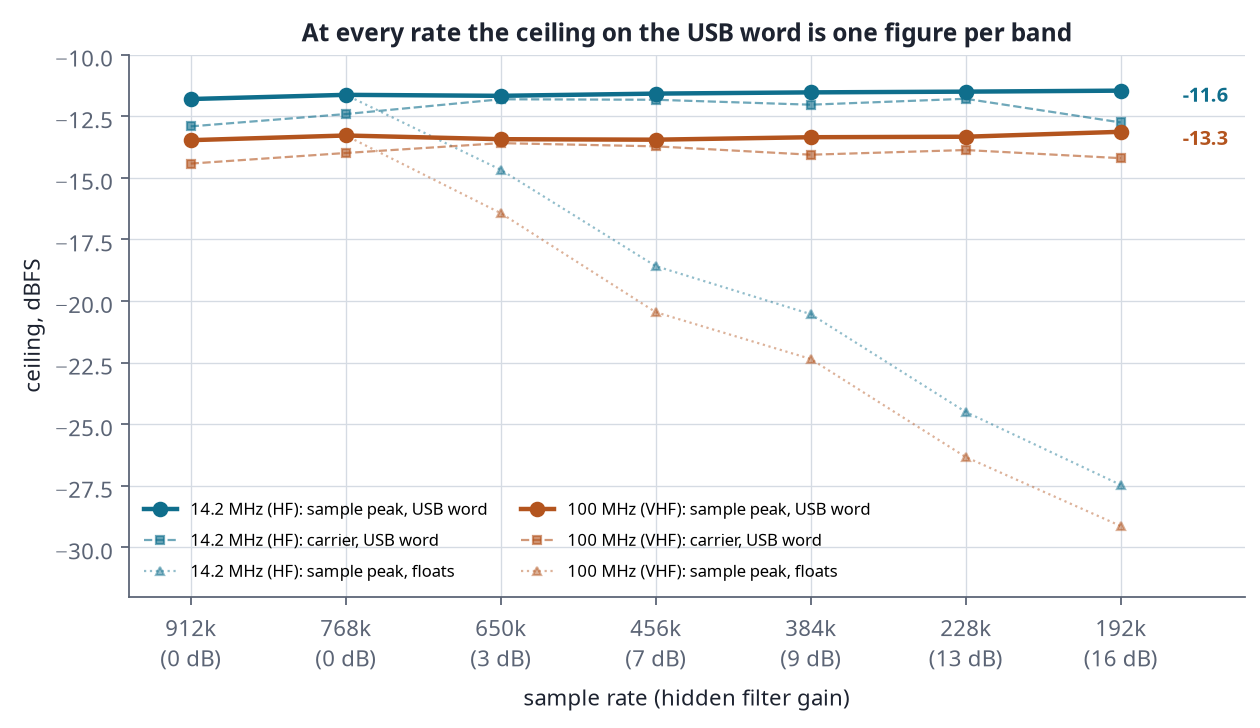 At every rate the ceiling on the USB word is one figure per band
−10.0
−12.5
−15.0
−17.5
−20.0
−22.5
−25.0
−27.5
−30.0
ceiling, dBFS
-11.6
-13.3
14.2 MHz (HF): sample peak, USB word
14.2 MHz (HF): carrier, USB word
14.2 MHz (HF): sample peak, floats
100 MHz (VHF): sample peak, USB word
100 MHz (VHF): carrier, USB word
100 MHz (VHF): sample peak, floats
912k
(0 dB)
768k
(0 dB)
650k
(3 dB)
456k
(7 dB)
384k
(9 dB)
228k
(13 dB)
192k
(16 dB)
sample rate (hidden filter gain)